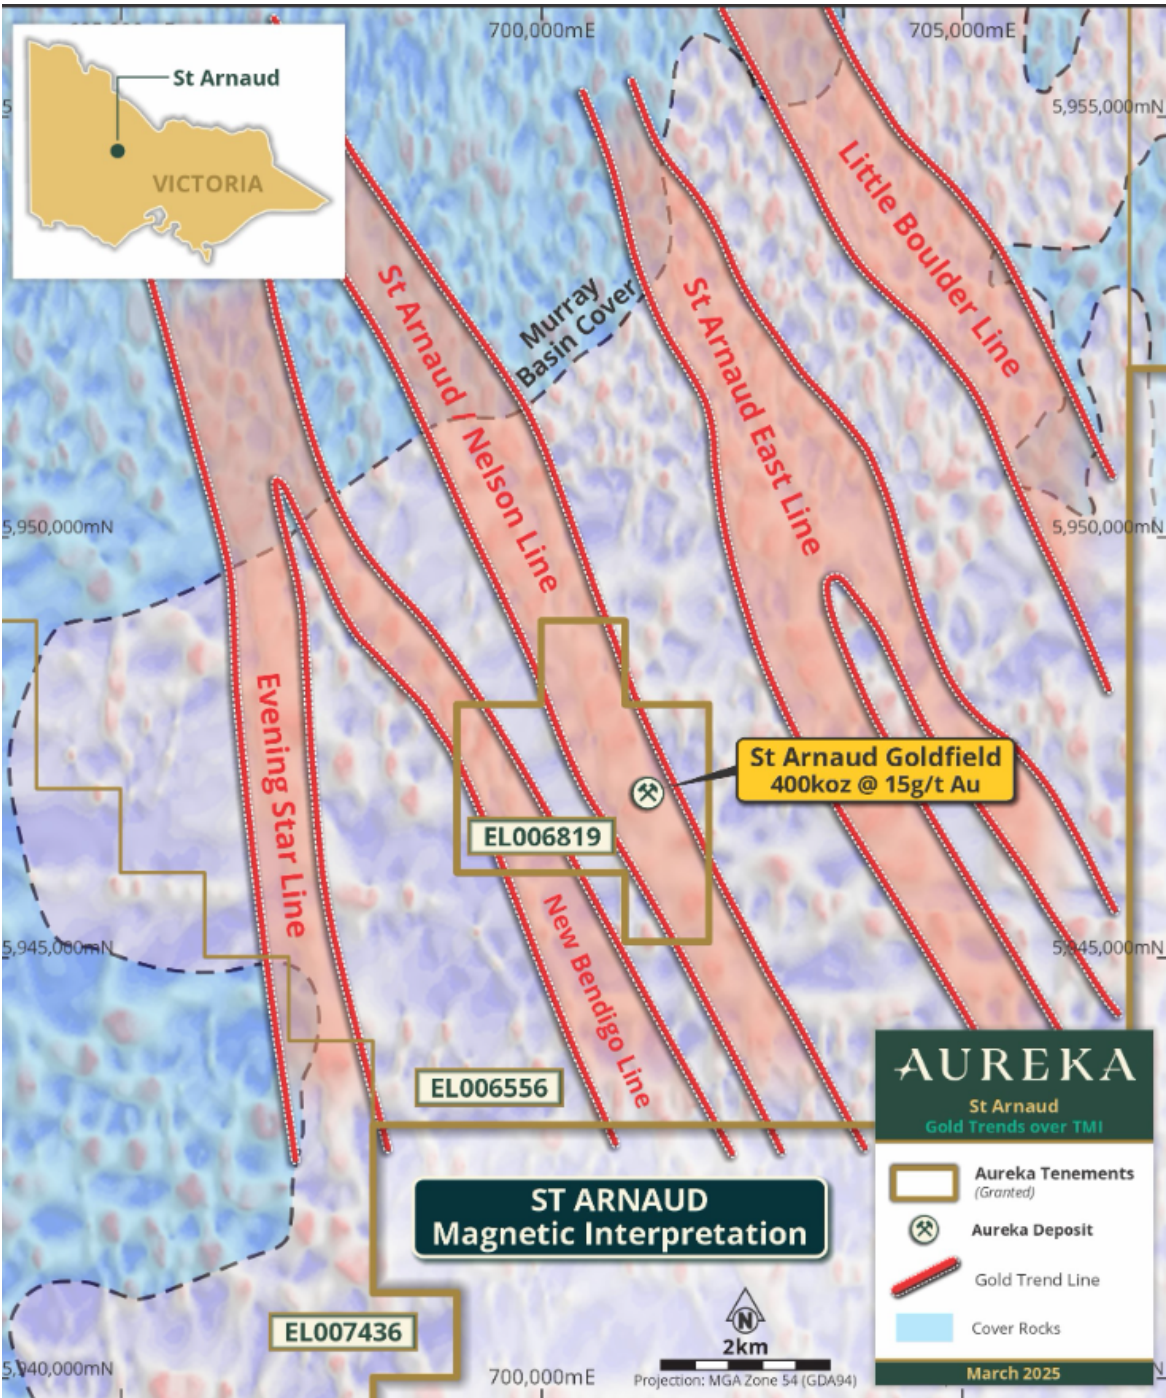 700,000mE
705,000mE
St Arnaud
VICTORIA
5,955,000mN
Little Boulder Line
St Arnaud / Nelson Line
Murray
Basin Cover
St Arnaud East Line
5,950,000mN
5,950,000mN
Evening Star Line
St Arnaud Goldfield
400koz @ 15g/t Au
EL006819
New Bendigo Line
5,945,000mN
5,945,000mN
EL006556
AUREKA
St Arnaud
Gold Trends over TMI
Aureka Tenements
(Granted)
Aureka Deposit
Gold Trend Line
Cover Rocks
March 2025
ST ARNAUD
Magnetic Interpretation
EL007436
N
2km
Projection: MGA Zone 54 (GDA94)
5,940,000mN
700,000mE